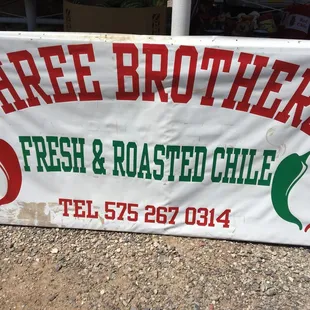 HREE BROTHER
FRESH & ROASTED CHILE
TEL 575 267 0314